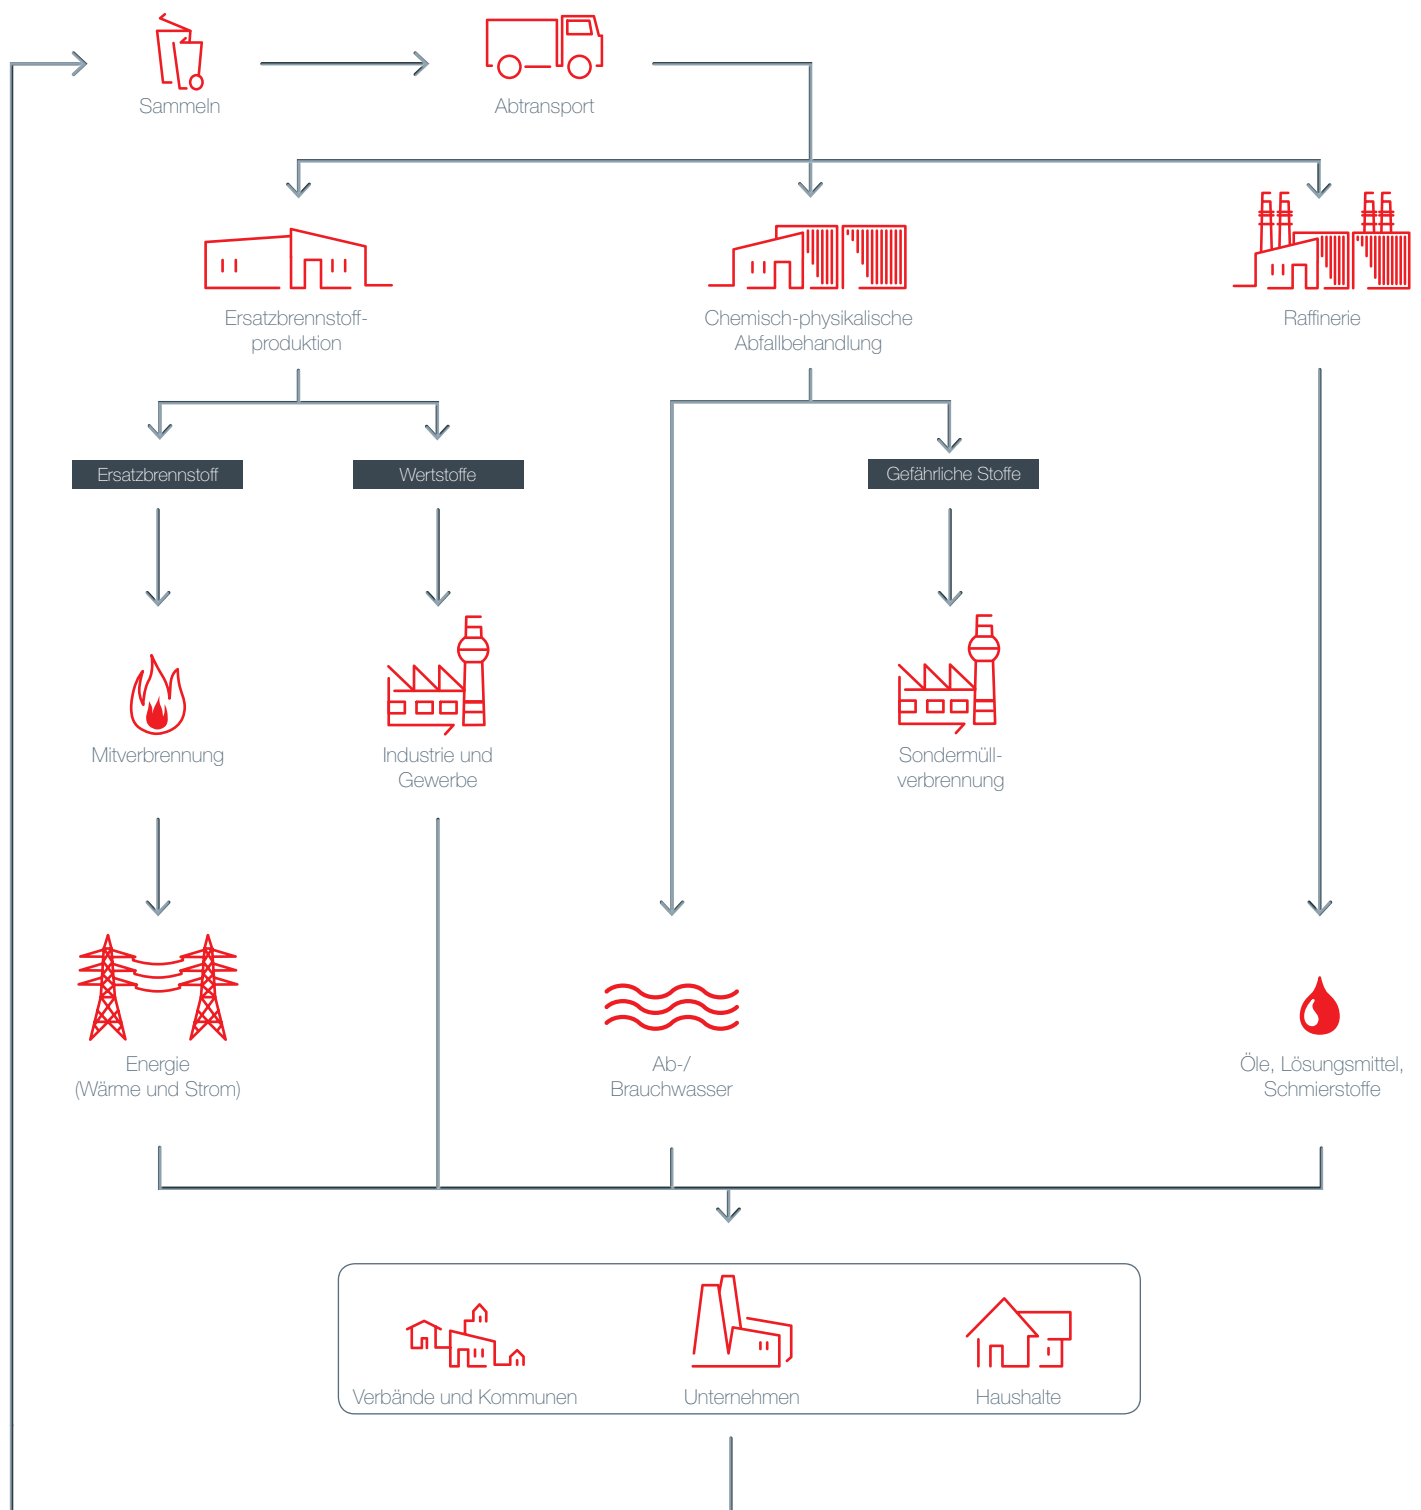 Sammeln
Abtransport
Ersatzbrennstoff-
produktion
Chemisch-physikalische
Abfallbehandlung
Raffinerie
Ersatzbrennstoff
Wertstoffe
Gefährliche Stoffe
Mitverbrennung
Industrie und
Gewerbe
Sondermüll-
verbrennung
Energie
(Wärme und Strom)
Ab-/
Brauchwasser
Öle, Lösungsmittel,
Schmierstoffe
Verbände und Kommunen
Unternehmen
Haushalte